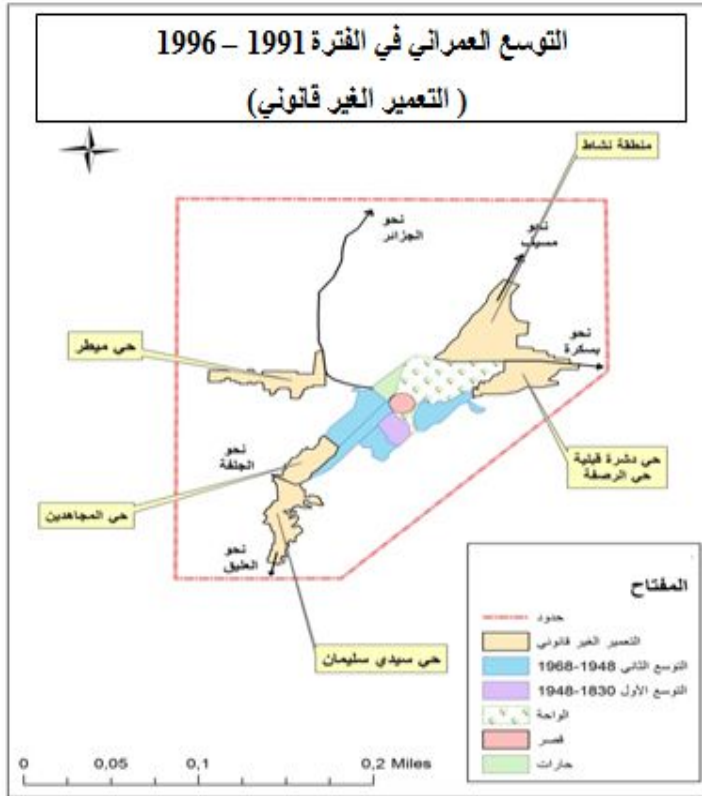 التوسع العمراني في الفترة 1991 – 1996
( التعمير الغير قانوني)
منطقة نشاط
نحو
الجزائر
نحو
نحو
بسكرة
حي ميطر
نحو
الجلفة
حي دشرة قبلية
حي الرصفة
حي المجاهدين
نحو
العليق
حي سيدي سليمان
المفتاح
حدود
التعمير الغير قانوني
التوسع الثاني 1948-1968
التوسع الأول 1830-1948
الواحة
قصر
حارات
0 0,05 0,1 0,2 Miles